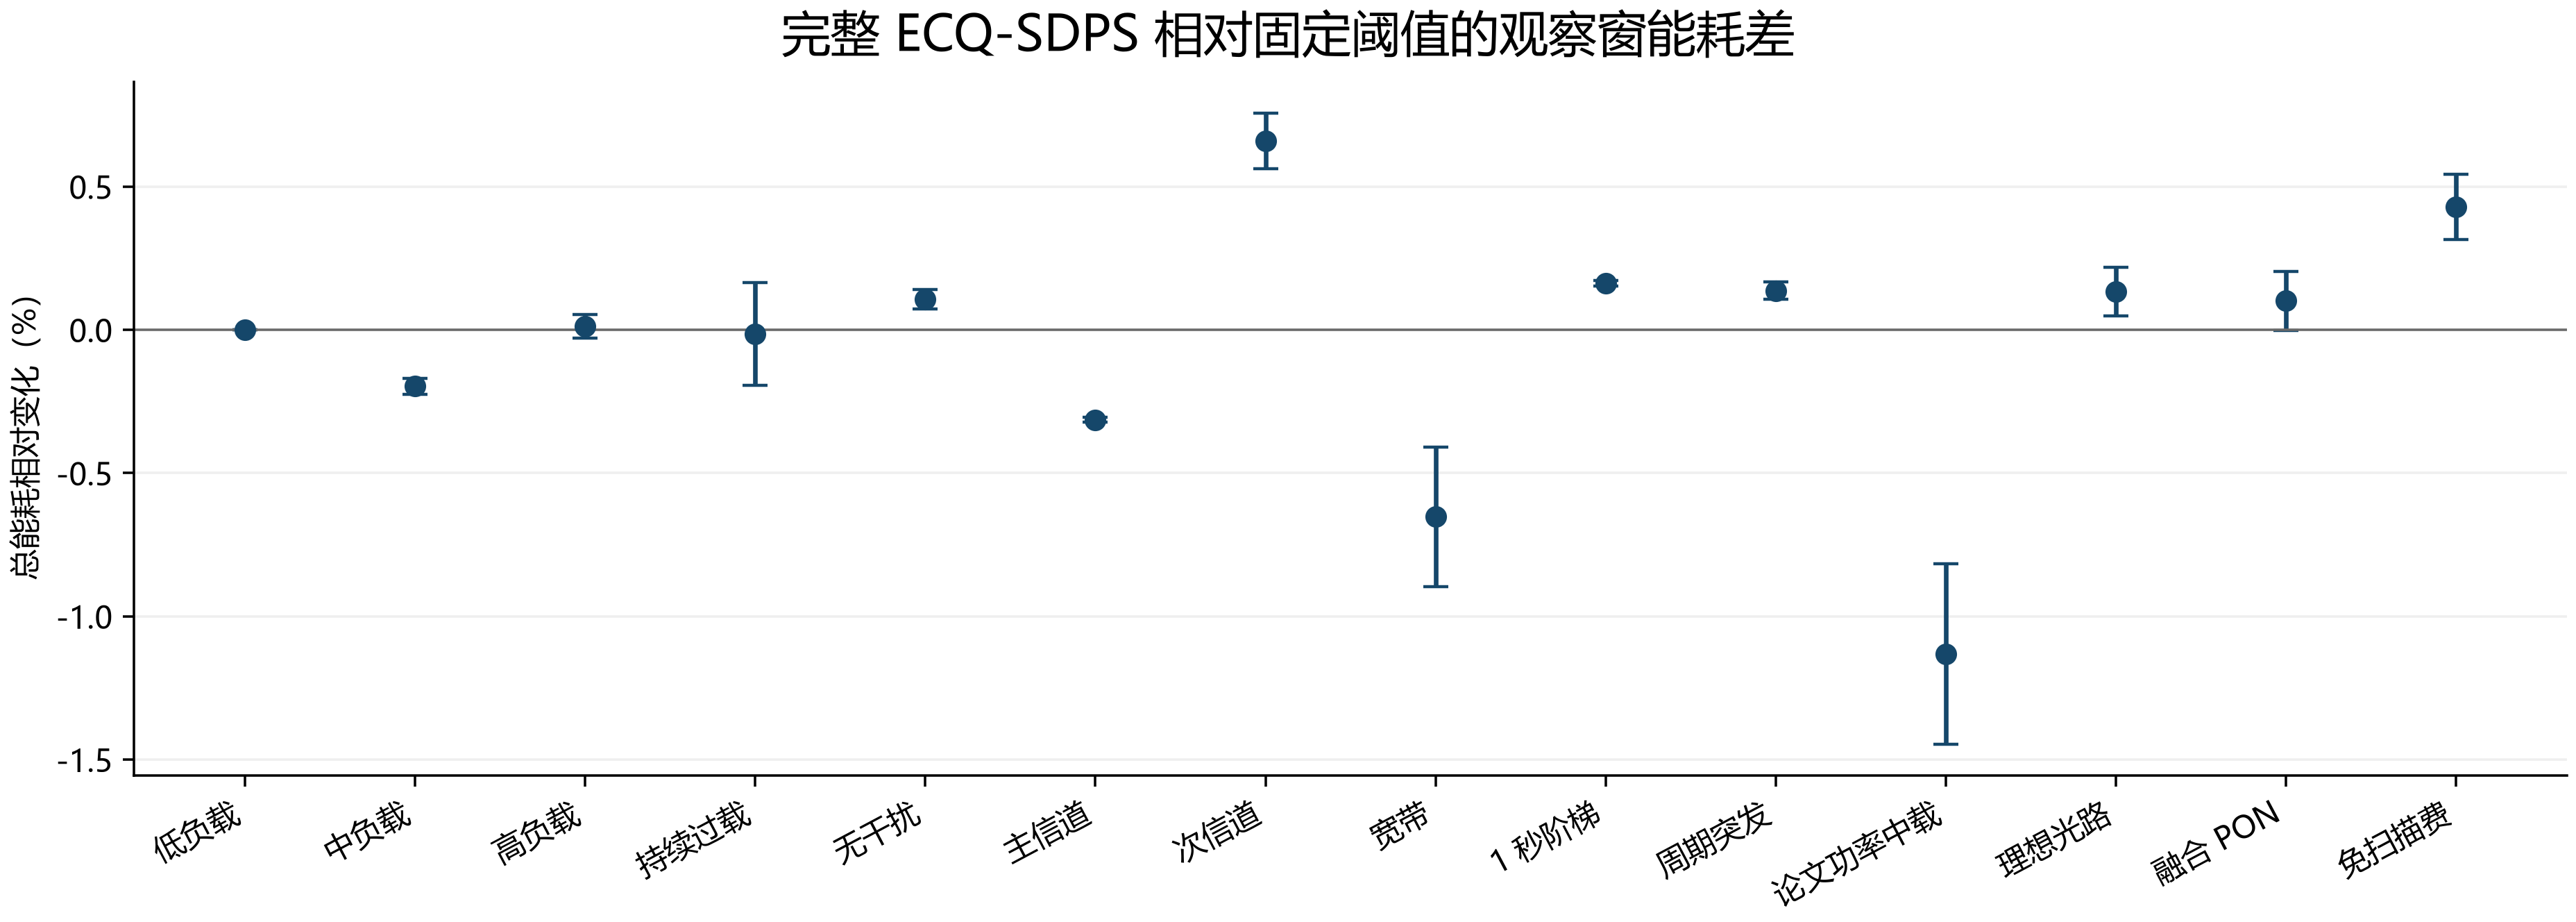 完整 ECQ-SDPS 相对固定阈值的观察窗能耗差
总能耗相对变化 (%)
0.5
0.0
-0.5
-1.0
-1.5
低负载
中负载
高负载
持续过载
无干扰
主信道
次信道
宽带
1 秒阶梯
周期突发
论文功率中载
理想光路
融合 PON
免扫描费